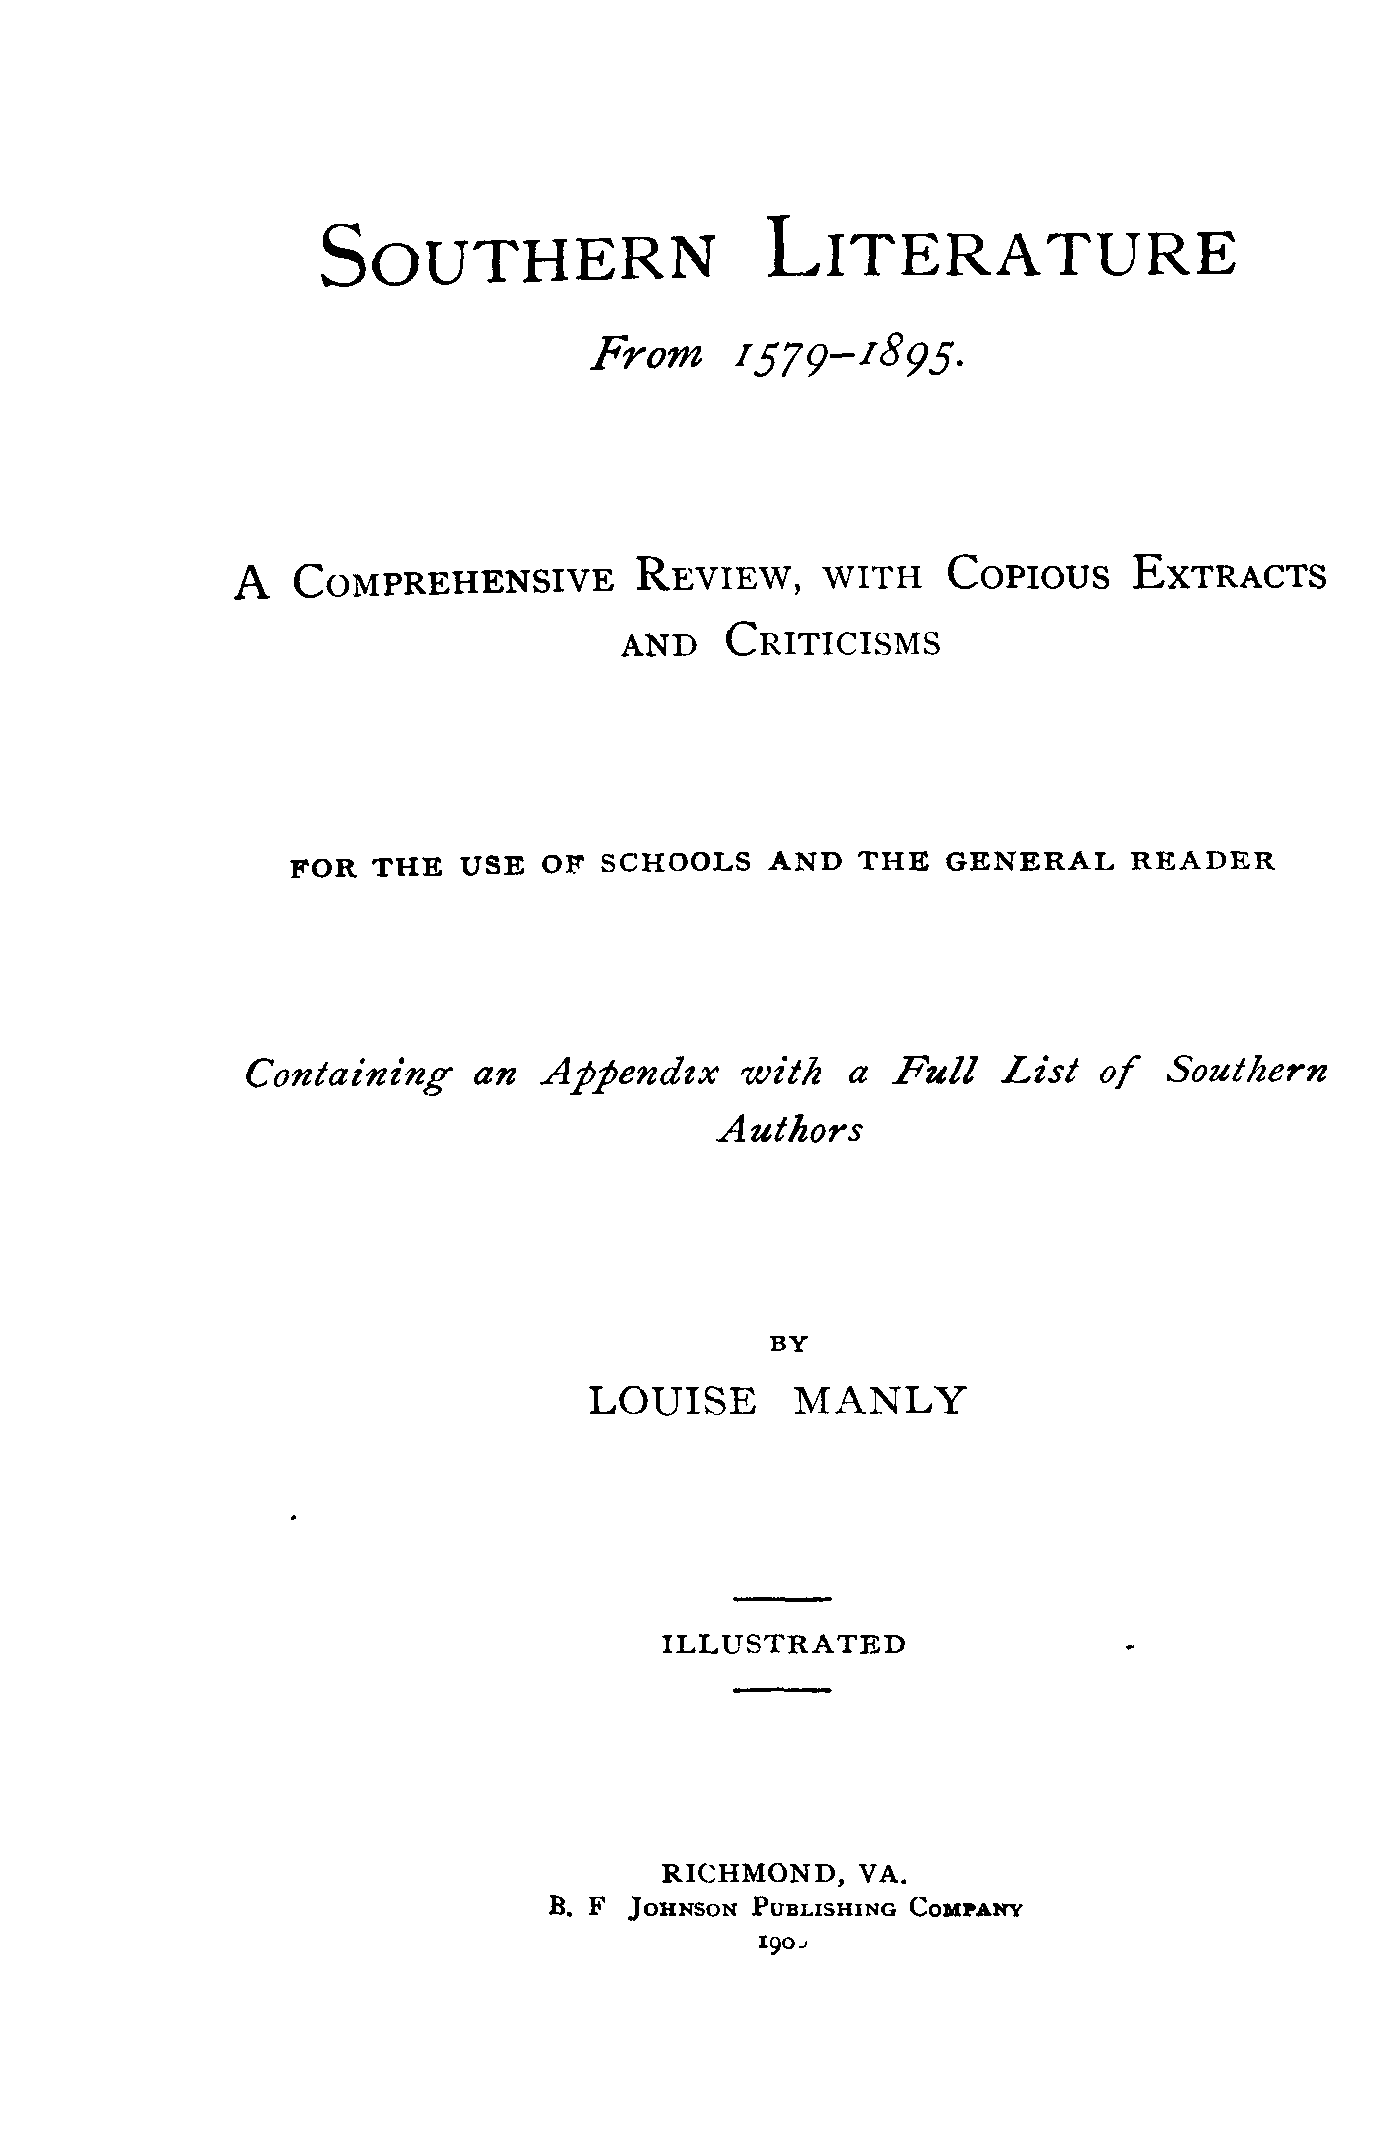 SOUTHERN LITERATURE
From 1579–1895.
A COMPREHENSIVE REVIEW, WITH COPIOUS EXTRACTS
AND CRITICISMS
FOR THE USE OF SCHOOLS AND THE GENERAL READER
Containing an Appendix with a Full List of Southern
Authors
BY
LOUISE MANLY
ILLUSTRATED
RICHMOND, VA.
B. F JOHNSON PUBLISHING COMPANY